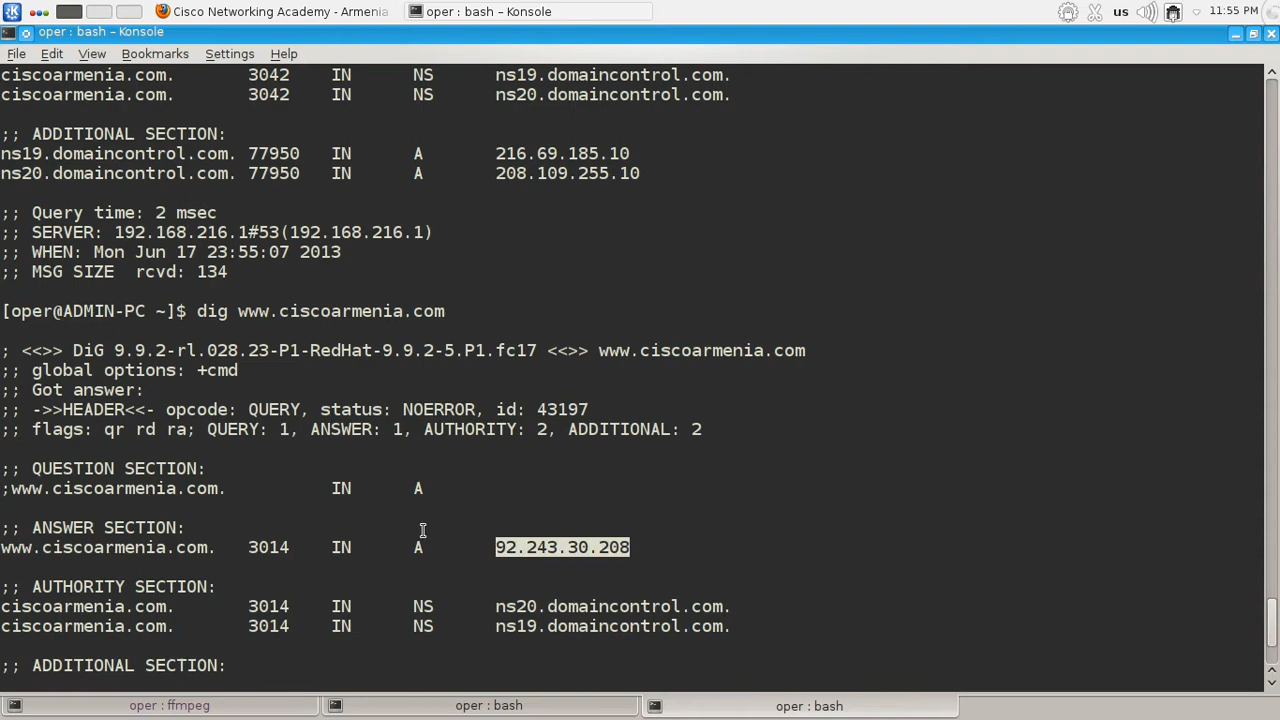 Cisco Networking Academy - Armenia
oper : bash – Konsole
us
11:55 PM
oper : bash – Konsole
File Edit View Bookmarks Settings Help
ciscoarmenia.com. 3042 IN NS ns19.domaincontrol.com.
ciscoarmenia.com. 3042 IN NS ns20.domaincontrol.com.
;; ADDITIONAL SECTION:
ns19.domaincontrol.com. 77950 IN A 216.69.185.10
ns20.domaincontrol.com. 77950 IN A 208.109.255.10
;; Query time: 2 msec
;; SERVER: 192.168.216.1#53(192.168.216.1)
;; WHEN: Mon Jun 17 23:55:07 2013
;; MSG SIZE  rcvd: 134
[oper@ADMIN-PC ~]$ dig www.ciscoarmenia.com
; <<>> DiG 9.9.2-rl.028.23-P1-RedHat-9.9.2-5.P1.fc17 <<>> www.ciscoarmenia.com
;; global options: +cmd
;; Got answer:
;; ->>HEADER<<- opcode: QUERY, status: NOERROR, id: 43197
;; flags: qr rd ra; QUERY: 1, ANSWER: 1, AUTHORITY: 2, ADDITIONAL: 2
;; QUESTION SECTION:
;www.ciscoarmenia.com. IN A
;; ANSWER SECTION:
www.ciscoarmenia.com. 3014 IN A 92.243.30.208
;; AUTHORITY SECTION:
ciscoarmenia.com. 3014 IN NS ns20.domaincontrol.com.
ciscoarmenia.com. 3014 IN NS ns19.domaincontrol.com.
;; ADDITIONAL SECTION:
oper : ffmpeg
oper : bash
oper : bash